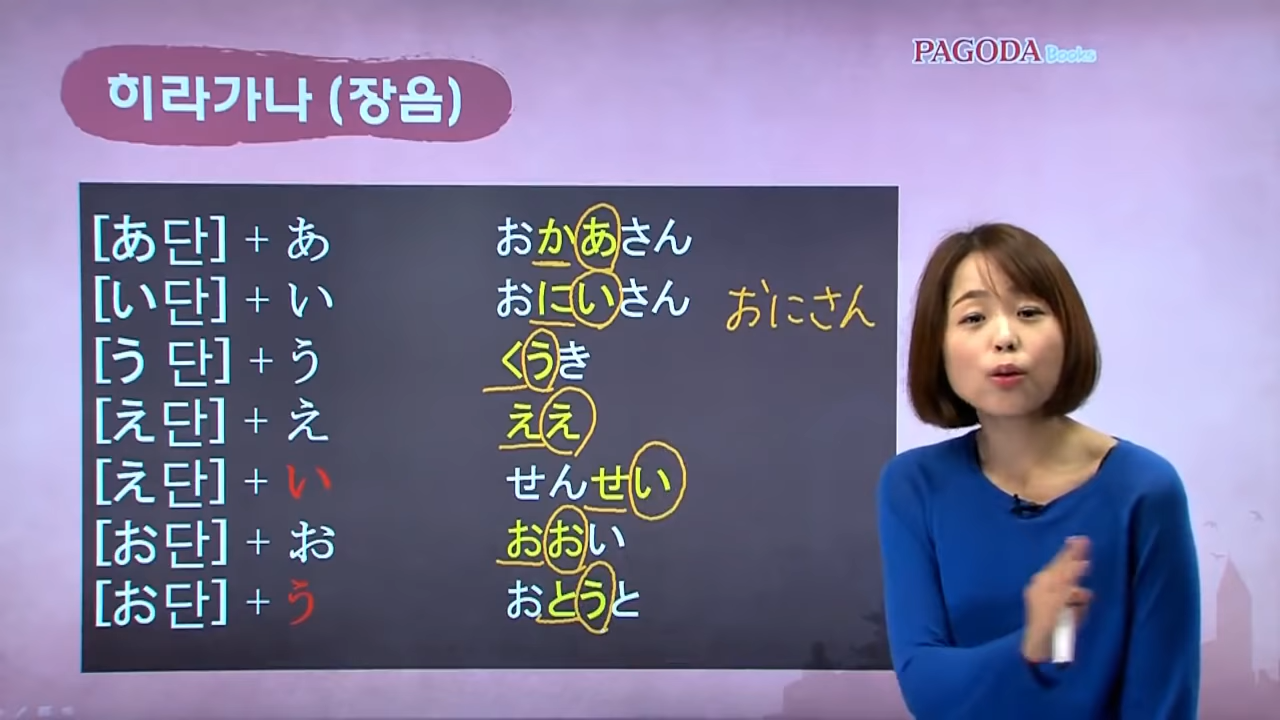 PAGODA Books
히라가나 (장음)
[あ단] + あ おかあさん
[い단] + い おにいさん おにさん
[う 단] + う くうき
[え단] + え ええ
[え단] + い せんせい
[お단] + お おおい
[お단] + う おとうと